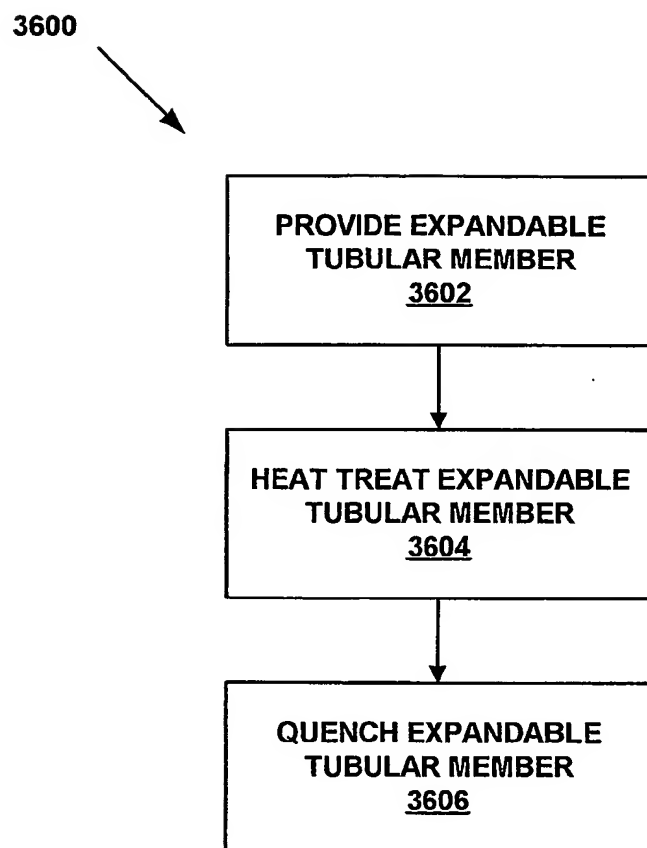 3600
PROVIDE EXPANDABLE
TUBULAR MEMBER
3602
HEAT TREAT EXPANDABLE
TUBULAR MEMBER
3604
QUENCH EXPANDABLE
TUBULAR MEMBER
3606